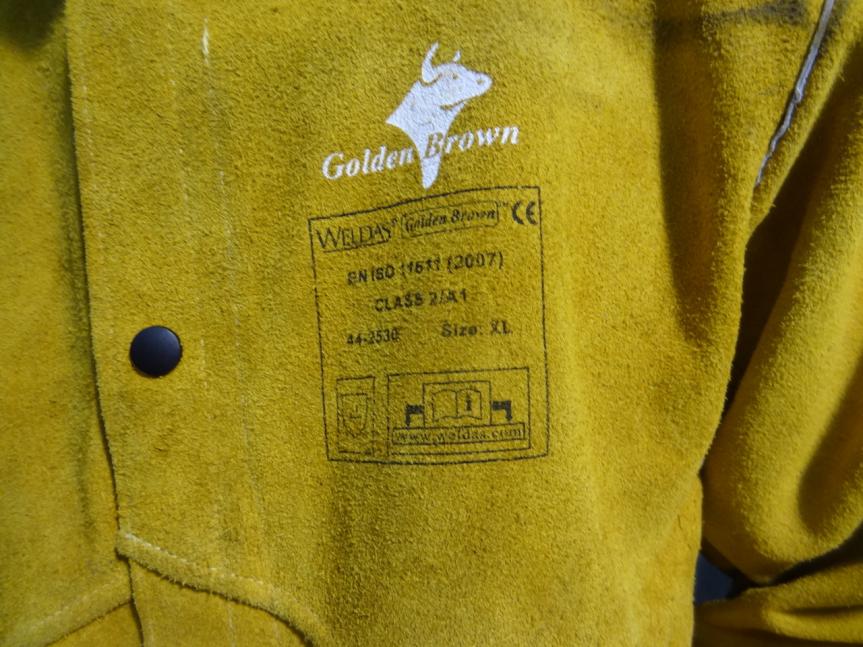 Golden Brown
WELDAS® Golden Brown™ CE
EN ISO 11611 (2007)
CLASS 2/A1
44-2530 Size: XL
i
www.weldas.com